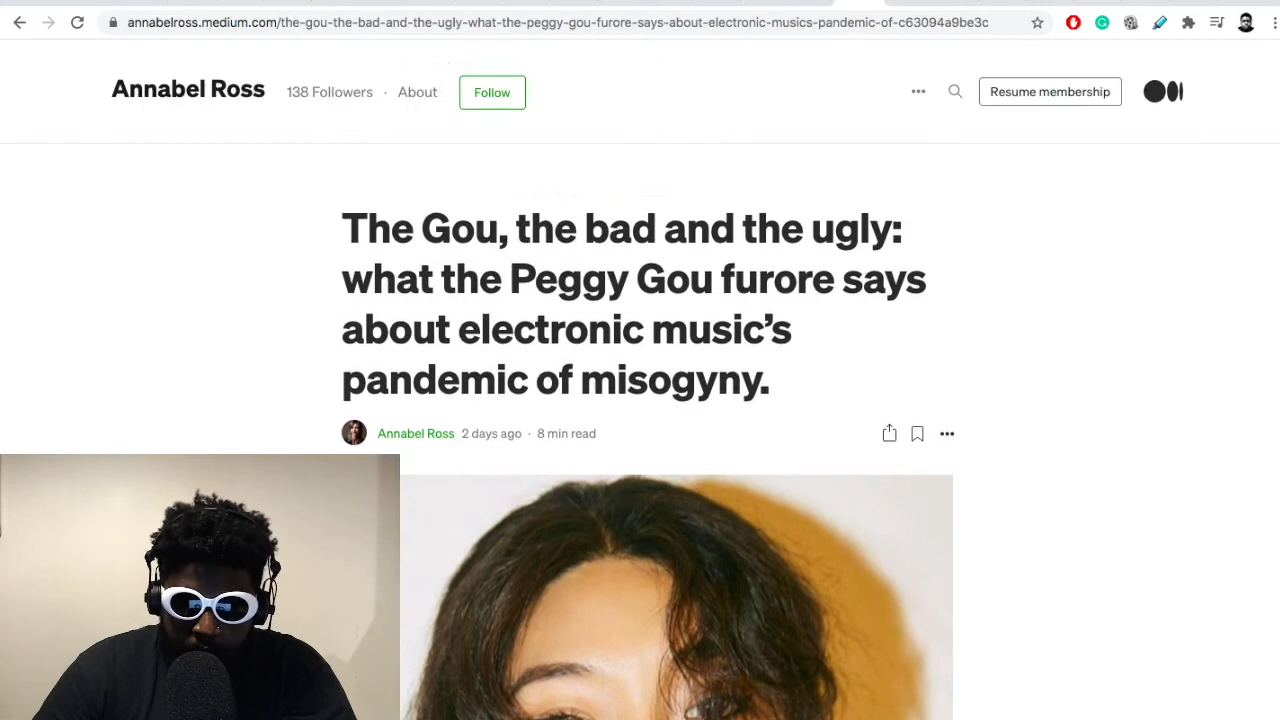 annabelross.medium.com/the-gou-the-bad-and-the-ugly-what-the-peggy-gou-furore-says-about-electronic-musics-pandemic-of-c63094a9be3c
Annabel Ross 138 Followers · About Follow Resume membership
The Gou, the bad and the ugly:
what the Peggy Gou furore says
about electronic music’s
pandemic of misogyny.
Annabel Ross 2 days ago · 8 min read